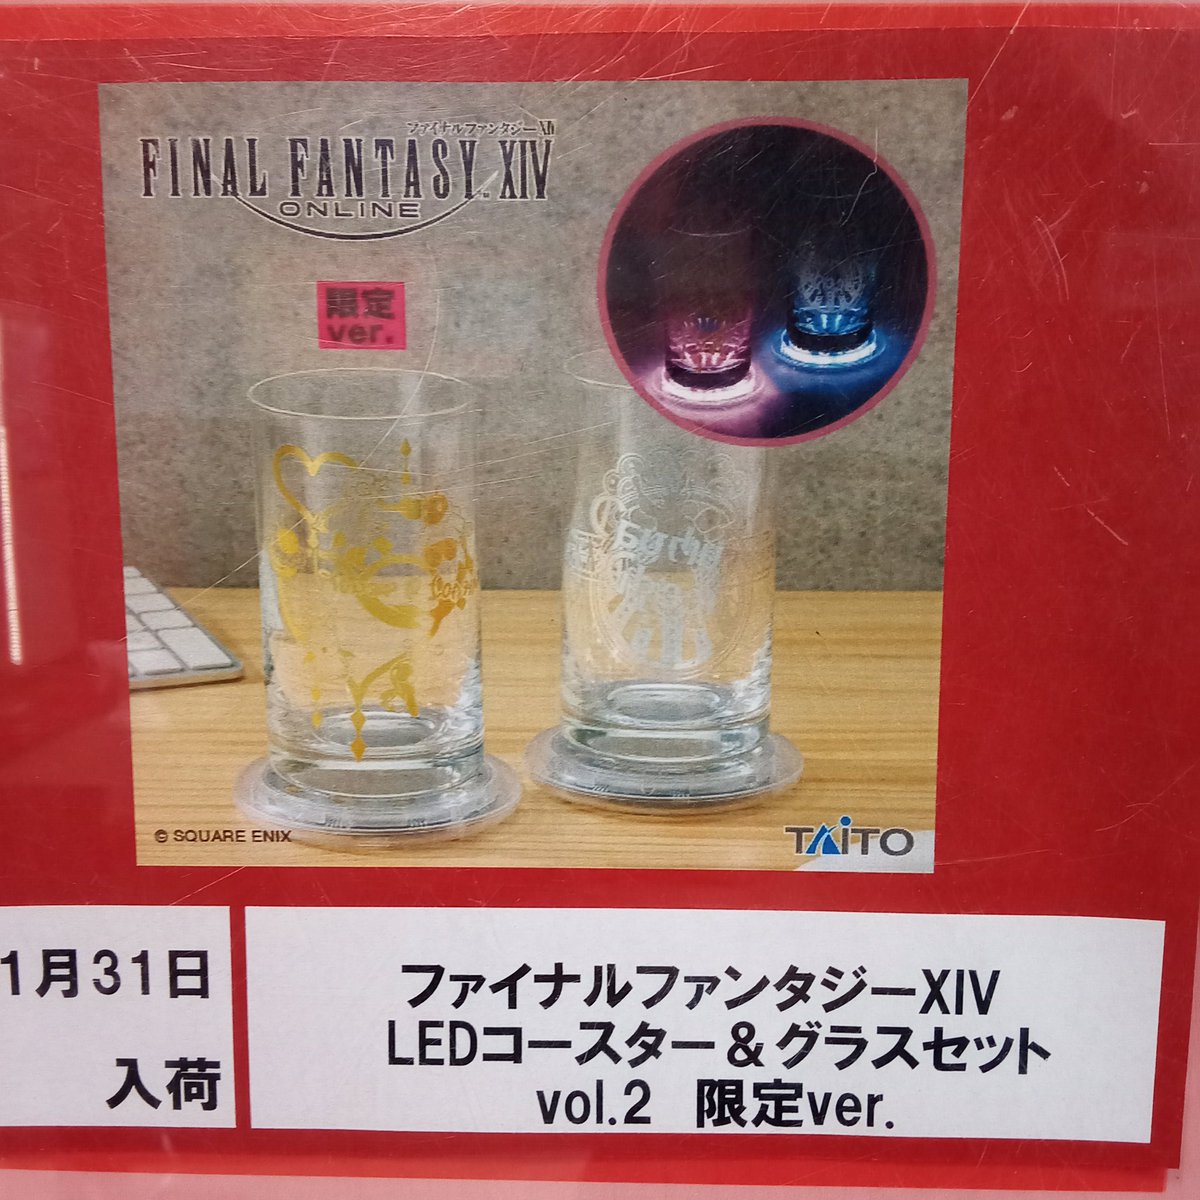 ファイナルファンタジーXIV
FINAL FANTASY XIV
ONLINE
限定
ver.
© SQUARE ENIX
TAITO
1月31日
入荷
ファイナルファンタジーXIV
LEDコースター＆グラスセット
vol.2 限定ver.